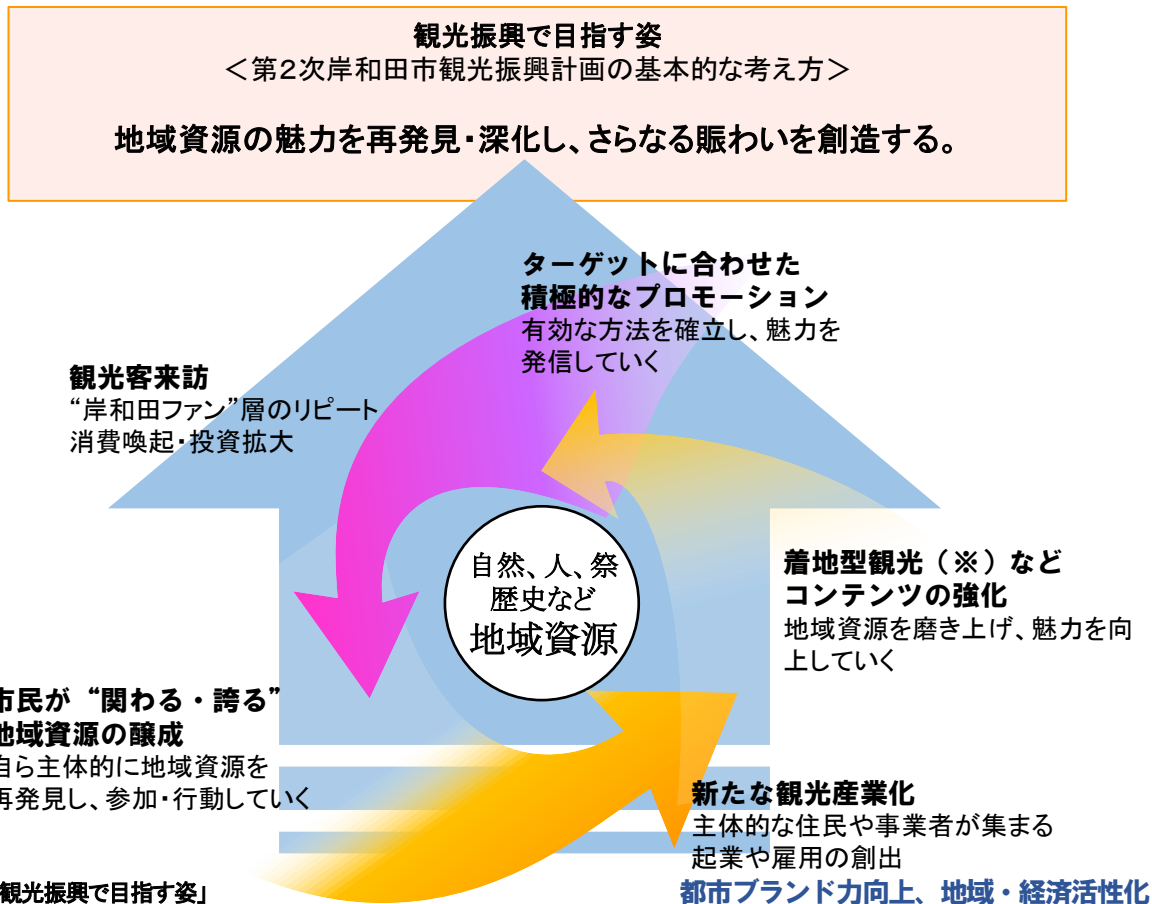 観光振興で目指す姿
＜第２次岸和田市観光振興計画の基本的な考え方＞
地域資源の魅力を再発見・深化し、さらなる賑わいを創造する。
ターゲットに合わせた
積極的なプロモーション
有効な方法を確立し、魅力を
発信していく
観光客来訪
“岸和田ファン”層のリピート
消費喚起・投資拡大
自然、人、祭
歴史など
地域資源
着地型観光（※）など
コンテンツの強化
地域資源を磨き上げ、魅力を向
上していく
市民が“関わる・誇る”
地域資源の醸成
自ら主体的に地域資源を
再発見し、参加・行動していく
新たな観光産業化
主体的な住民や事業者が集まる
起業や雇用の創出
都市ブランド力向上、地域・経済活性化
観光振興で目指す姿」